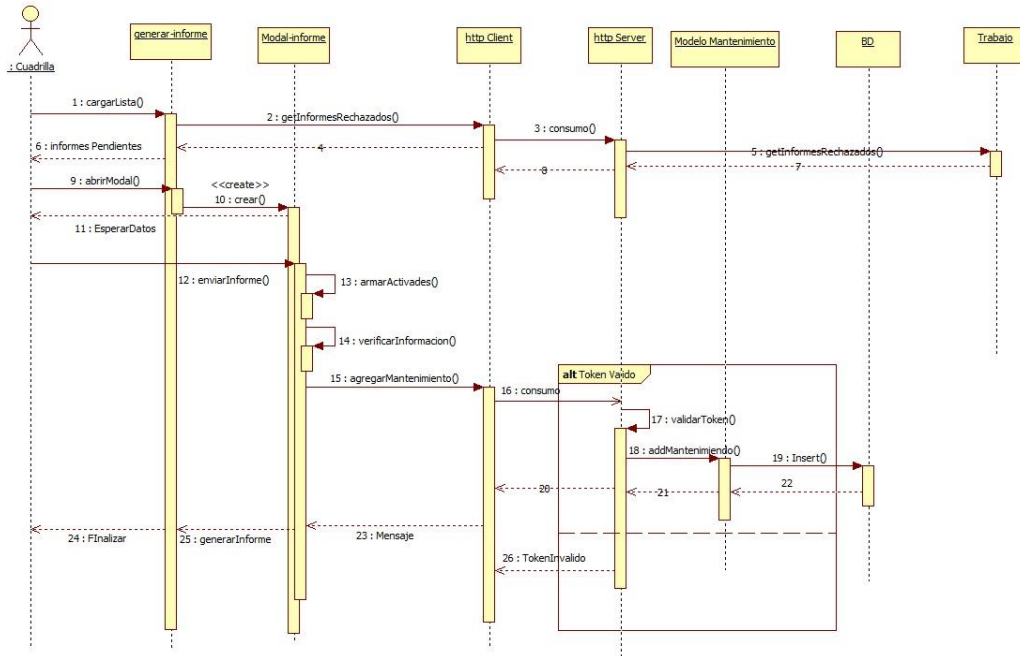 generar-informe
Modal-informe
http Client
http Server
Modelo Mantenimiento
BD
Trabajo
: Cuadrilla
1 : cargarLista()
2 : getInformesRechazados()
3 : consumo()
4
5 : getInformesRechazados()
6 : informes Pendientes
7
8
9 : abrirModal()
<<create>>
10 : crear()
11 : EsperarDatos
12 : enviarInforme()
13 : armarActivades()
14 : verificarInformacion()
alt Token Valido
15 : agregarMantenimiento()
16 : consumo
17 : validarToken()
18 : addMantenimiendo()
19 : Insert()
20
21
22
23 : Mensaje
24 : FInalizar
25 : generarInforme
26 : TokenInvalido